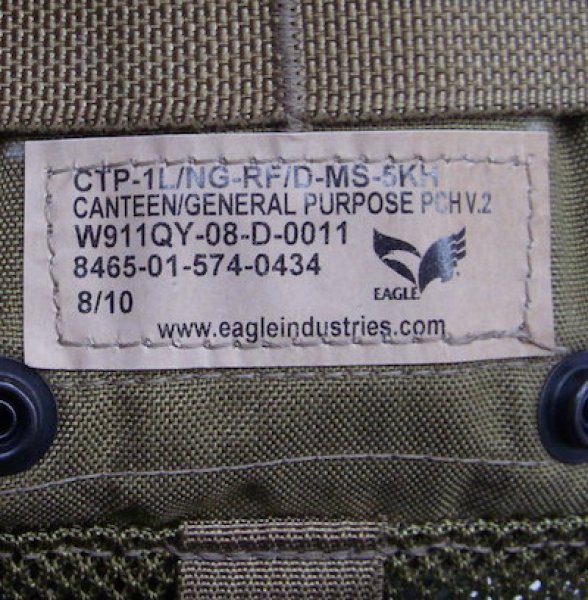 CTP-1L/NG-RF/D-MS-5KH
CANTEEN/GENERAL PURPOSE PCH V.2
W911QY-08-D-0011
8465-01-574-0434
8/10
EAGLE
www.eagleindustries.com